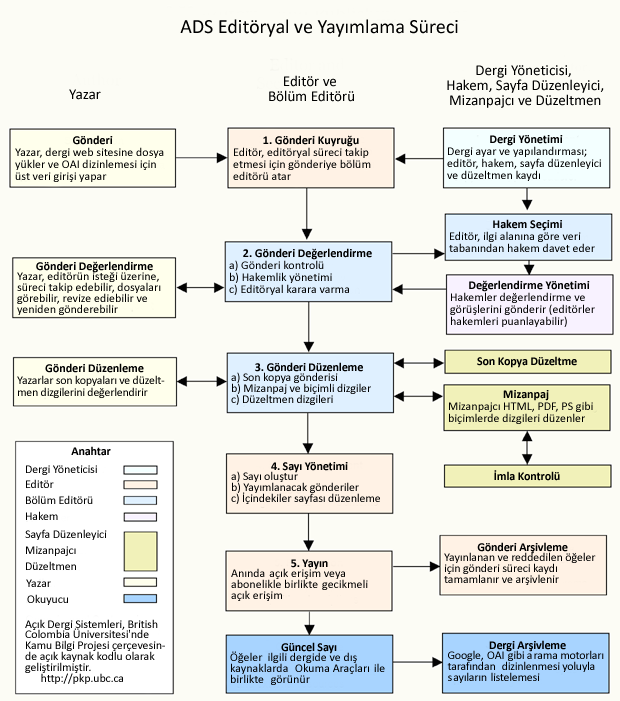 ADS Editöryal ve Yayımlama Süreci
Yazar
Editör ve
Bölüm Editörü
Dergi Yöneticisi,
Hakem, Sayfa Düzenleyici,
Mizanpajcı ve Düzeltmen
Gönderi
Yazar, dergi web sitesine dosya
yükler ve OAI dizinlemesi için
üst veri girişi yapar
1. Gönderi Kuyruğu
Editör, editöryal süreci takip
etmesi için gönderiye bölüm
editörü atar
Dergi Yönetimi
Dergi ayar ve yapılandırması;
editör, hakem, sayfa düzenleyici
ve düzeltmen kaydı
Hakem Seçimi
Editör, ilgi alanına göre veri
tabanından hakem davet eder
2. Gönderi Değerlendirme
a) Gönderi kontrolü
b) Hakemlik yönetimi
c) Editöryal karara varma
Gönderi Değerlendirme
Yazar, editörün isteği üzerine,
süreci takip edebilir, dosyaları
görebilir, revize ediebilir ve
yeniden gönderebilir
Değerlendirme Yönetimi
Hakemler değerlendirme ve
görüşlerini gönderir (editörler
hakemleri puanlayabilir)
Gönderi Düzenleme
Yazarlar son kopyaları ve düzelt-
men dizgilerini değerlendirir
3. Gönderi Düzenleme
a) Son kopya gönderisi
b) Mizanpaj ve biçimli dizgiler
c) Düzeltmen dizgileri
Son Kopya Düzeltme
Mizanpaj
Mizanpajcı HTML, PDF, PS gibi
biçimlerde dizgileri düzenler
İmla Kontrolü
4. Sayı Yönetimi
a) Sayı oluştur
b) Yayımlanacak gönderiler
c) İçindekiler sayfası düzenleme
5. Yayın
Anında açık erişim veya
abonelikle birlikte gecikmeli
açık erişim
Gönderi Arşivleme
Yayınlanan ve reddedilen öğeler
için gönderi süreci kaydı
tamamlanır ve arşivlenir
Güncel Sayı
Öğeler ilgili dergide ve dış
kaynaklarda Okuma Araçları ile
birlikte görünür
Dergi Arşivleme
Google, OAI gibi arama motorları
tarafından dizinlenmesi yoluyla
sayıların listelemesi
Anahtar
Dergi Yöneticisi
Editör
Bölüm Editörü
Hakem
Sayfa Düzenleyici
Mizanpajcı
Düzeltmen
Yazar
Okuyucu
Açık Dergi Sistemleri, British
Colombia Üniversitesi'nde
Kamu Bilgi Projesi çerçevesin-
de açık kaynak kodlu olarak
geliştirilmiştir.
http://pkp.ubc.ca